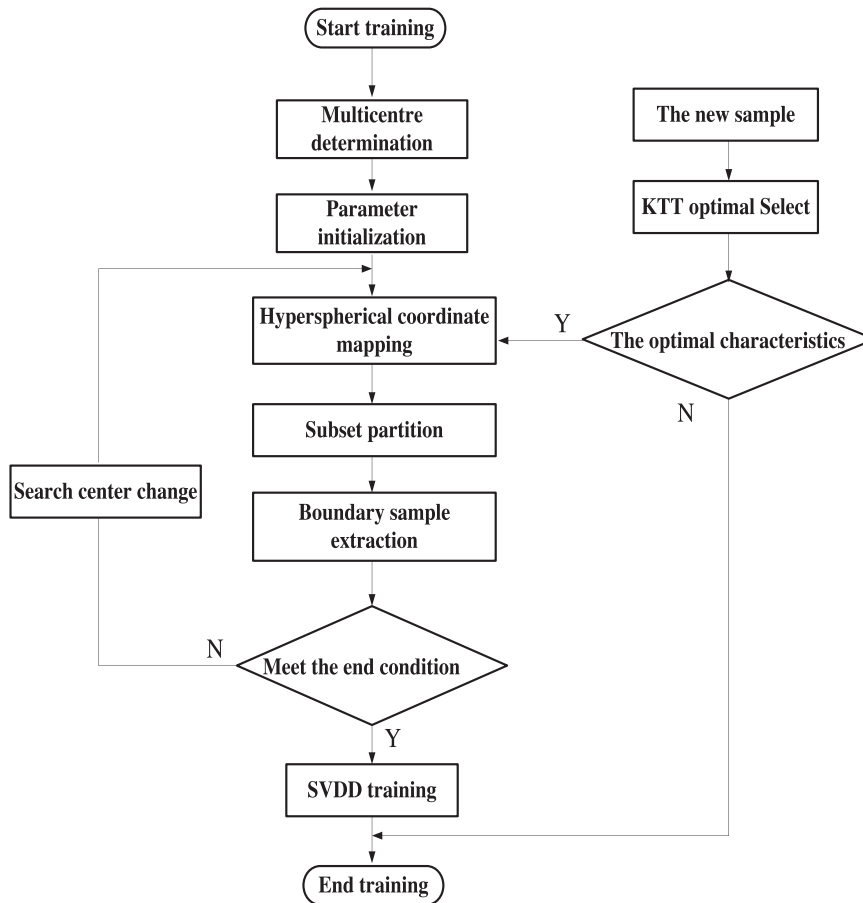 Start training
Multicentre
determination
Parameter
initialization
Hyperspherical coordinate
mapping
Subset partition
Boundary sample
extraction
Search center change
N
Meet the end condition
Y
SVDD training
End training
The new sample
KTT optimal Select
Y
The optimal characteristics
N